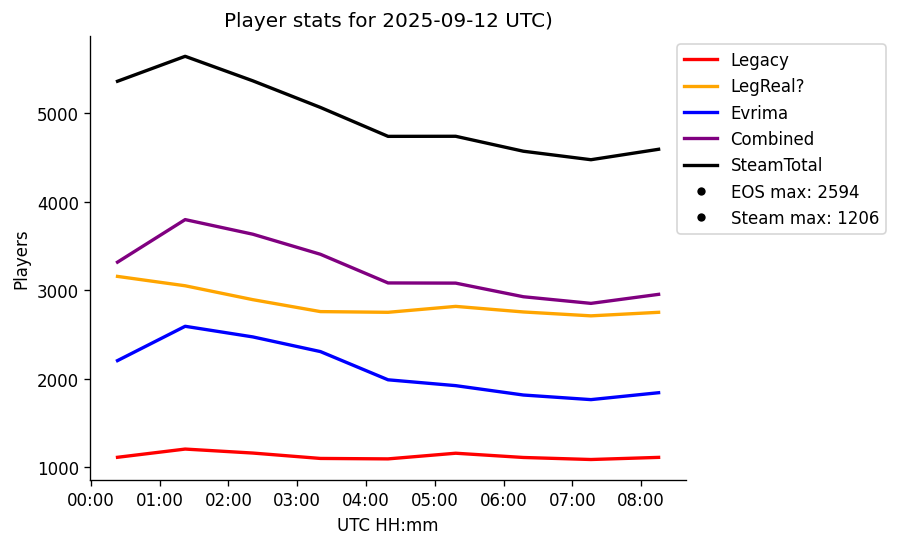 Player stats for 2025-09-12 UTC)
Legacy
LegReal?
Evrima
Combined
SteamTotal
EOS max: 2594
Steam max: 1206
Players
5000
4000
3000
2000
1000
00:00 01:00 02:00 03:00 04:00 05:00 06:00 07:00 08:00
UTC HH:mm